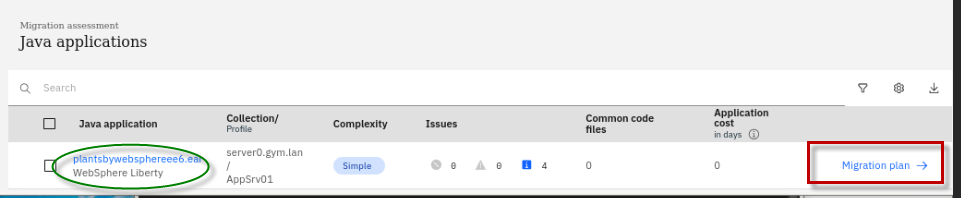 Migration assessment
Java applications
Search
Java application
Collection/
Profile
Complexity
Issues
Common code
files
Application
cost
in days
plantsbywebsphereee6.ear
WebSphere Liberty
server0.gym.lan
/
AppSrv01
Simple
0
0
4
0
0
Migration plan